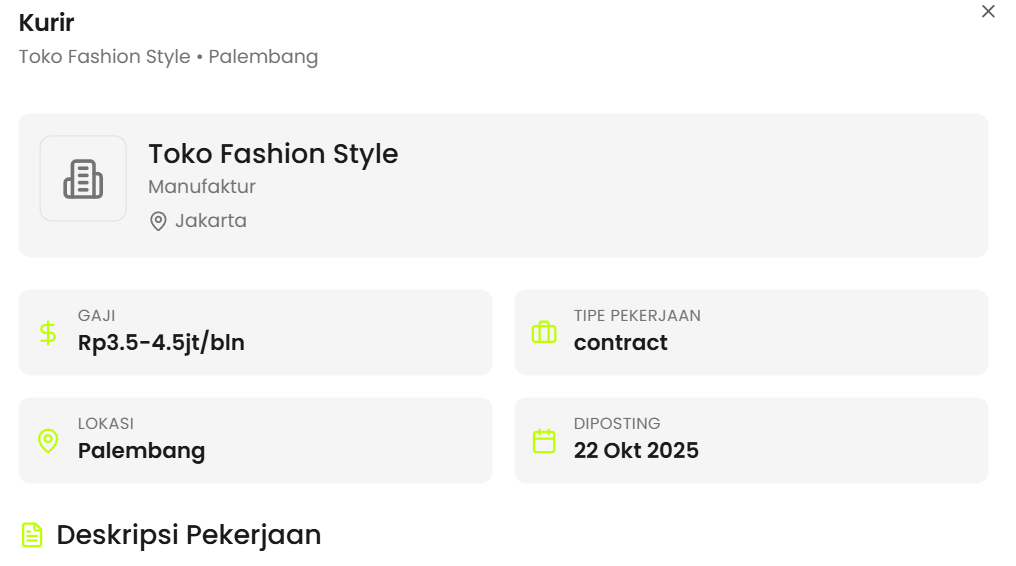 Kurir
Toko Fashion Style • Palembang
Toko Fashion Style
Manufaktur
Jakarta
GAJI
Rp3.5-4.5jt/bln
TIPE PEKERJAAN
contract
LOKASI
Palembang
DIPOSTING
22 Okt 2025
Deskripsi Pekerjaan